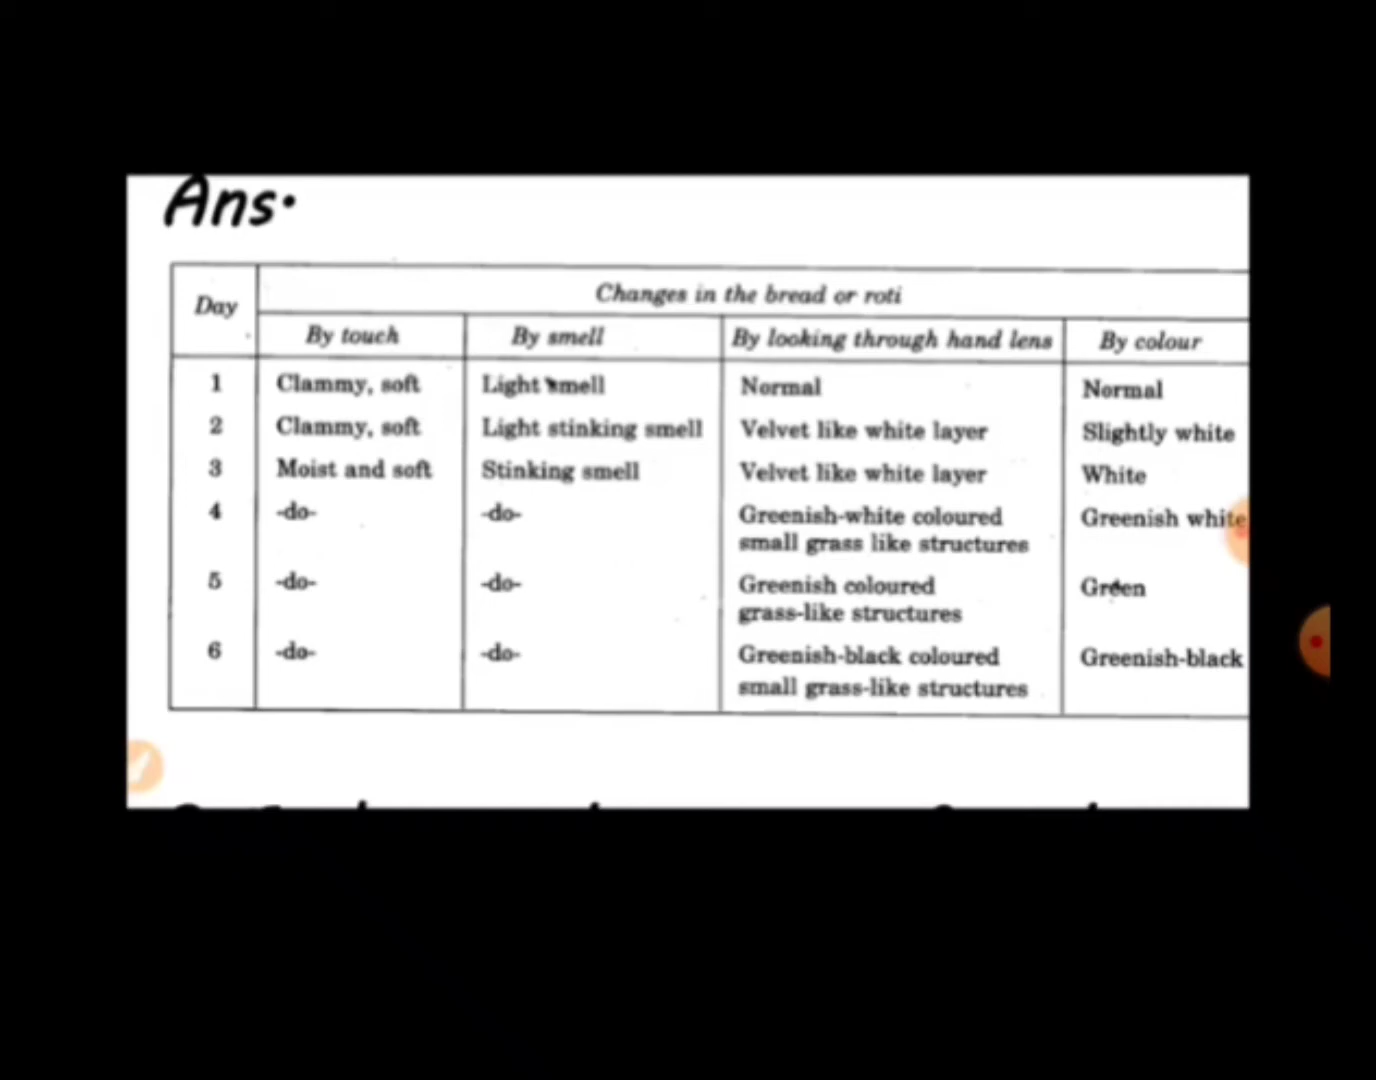 Ans.
Day
Changes in the bread or roti
By touch By smell By looking through hand lens By colour
1 Clammy, soft Light smell Normal Normal
2 Clammy, soft Light stinking smell Velvet like white layer Slightly white
3 Moist and soft Stinking smell Velvet like white layer White
4 -do- -do- Greenish-white coloured Greenish white
small grass like structures
5 -do- -do- Greenish coloured Green
grass-like structures
6 -do- -do- Greenish-black coloured Greenish-black
small grass-like structures